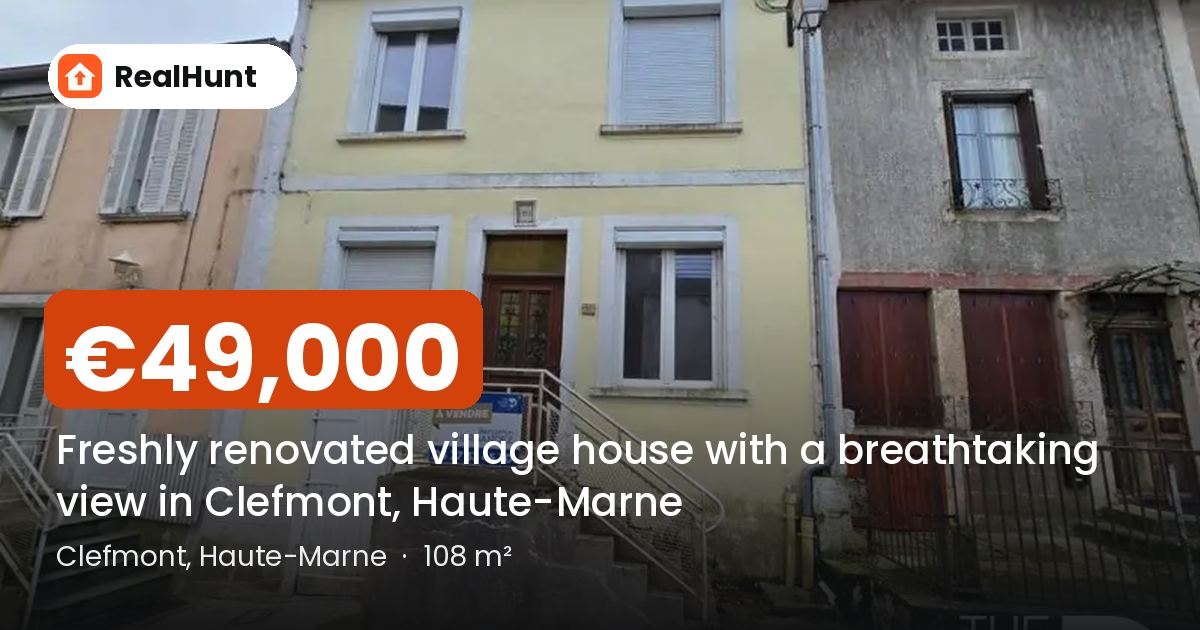 RealHunt
€49,000
À VENDRE
Freshly renovated village house with a breathtaking
view in Clefmont, Haute-Marne
Clefmont, Haute-Marne · 108 m²
THE